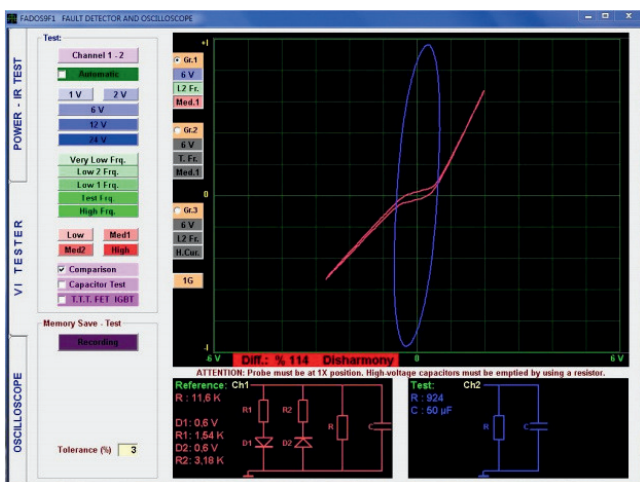 FADOS9F1 FAULT DETECTOR AND OSCILLOSCOPE
POWER - IR TEST
VI TESTER
OSCILLOSCOPE
Test:
Channel 1 - 2
Automatic
1 V 2 V
6 V
12 V
24 V
Very Low Frq.
Low 2 Frq.
Low 1 Frq.
Test Frq.
High Frq.
Low Med1
Med2 High
Comparison
Capacitor Test
T.T.T. FET IGBT
Memory Save - Test
Recording
Tolerance (%) 3
Gr.1
6 V
L2 Fr.
Med.1
Gr.2
6 V
T. Fr.
Med.1
Gr.3
6 V
L2 Fr.
H.Cur.
1G
+I
0
-I
-6 V 0 6 V
Diff.: % 114 Disharmony
ATTENTION: Probe must be at 1X position. High-voltage capacitors must be emptied by using a resistor.
Reference: Ch1
R : 11,6 K
D1: 0,6 V
R1: 1,54 K
D2: 0,6 V
R2: 3,18 K
R1 R2 R C
D1 D2
Test: Ch2
R : 924
C : 50 µF
R C